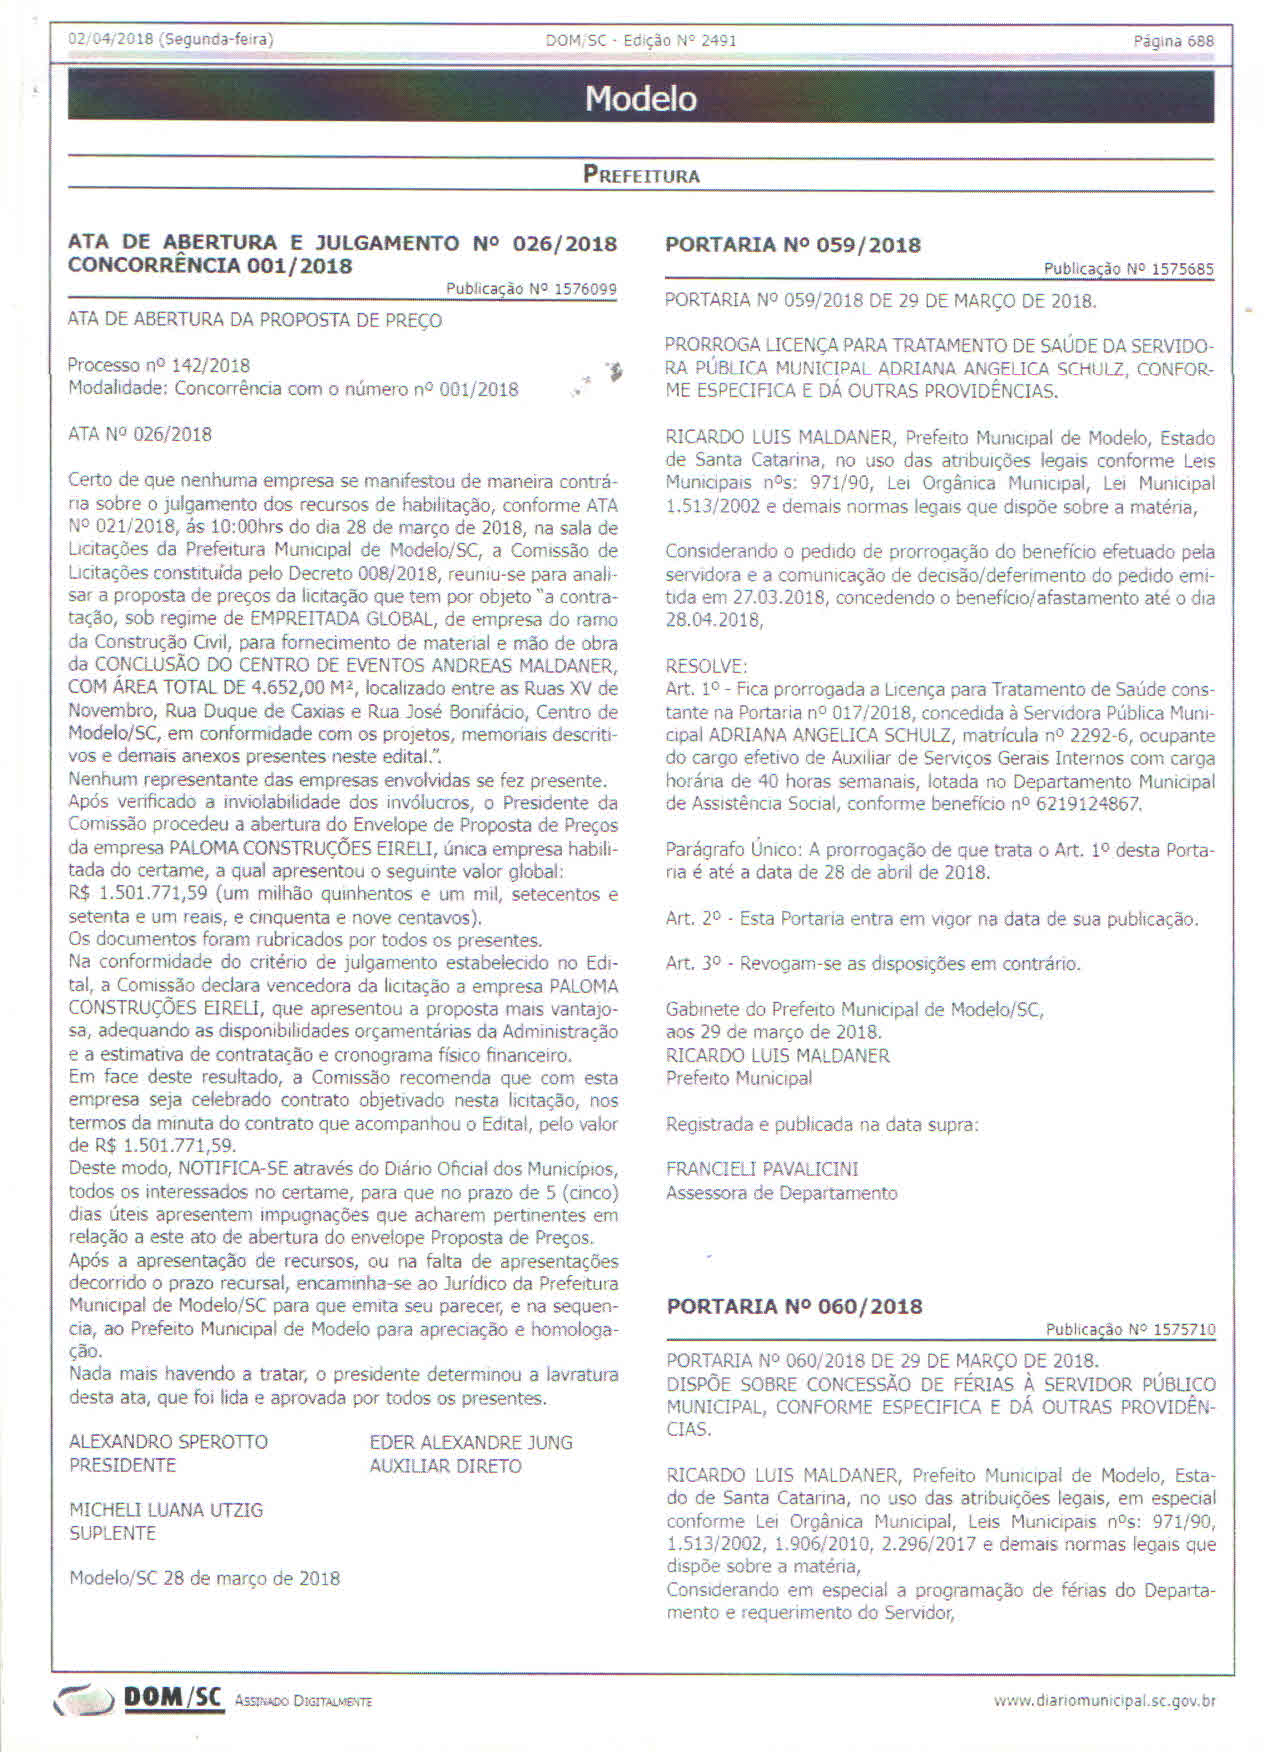 02/04/2018 (Segunda-feira)
DOM/SC - Edição Nº 2491
Página 688
Modelo
PREFEITURA
ATA DE ABERTURA E JULGAMENTO Nº 026/2018
CONCORRÊNCIA 001/2018
Publicação Nº 1576099
ATA DE ABERTURA DA PROPOSTA DE PREÇO
Processo nº 142/2018
Modalidade: Concorrência com o número nº 001/2018
ATA Nº 026/2018
Certo de que nenhuma empresa se manifestou de maneira contrá-
ria sobre o julgamento dos recursos de habilitação, conforme ATA
Nº 021/2018, ás 10:00hrs do dia 28 de março de 2018, na sala de
Licitações da Prefeitura Municipal de Modelo/SC, a Comissão de
Licitações constituída pelo Decreto 008/2018, reuniu-se para anali-
sar a proposta de preços da licitação que tem por objeto "a contra-
tação, sob regime de EMPREITADA GLOBAL, de empresa do ramo
da Construção Civil, para fornecimento de material e mão de obra
da CONCLUSÃO DO CENTRO DE EVENTOS ANDREAS MALDANER,
COM ÁREA TOTAL DE 4.652,00 M², localizado entre as Ruas XV de
Novembro, Rua Duque de Caxias e Rua José Bonifácio, Centro de
Modelo/SC, em conformidade com os projetos, memoriais descriti-
vos e demais anexos presentes neste edital.".
Nenhum representante das empresas envolvidas se fez presente.
Após verificado a inviolabilidade dos invólucros, o Presidente da
Comissão procedeu a abertura do Envelope de Proposta de Preços
da empresa PALOMA CONSTRUÇÕES EIRELI, única empresa habili-
tada do certame, a qual apresentou o seguinte valor global:
R$ 1.501.771,59 (um milhão quinhentos e um mil, setecentos e
setenta e um reais, e cinquenta e nove centavos).
Os documentos foram rubricados por todos os presentes.
Na conformidade do critério de julgamento estabelecido no Edi-
tal, a Comissão declara vencedora da licitação a empresa PALOMA
CONSTRUÇÕES EIRELI, que apresentou a proposta mais vantajo-
sa, adequando as disponibilidades orçamentárias da Administração
e a estimativa de contratação e cronograma físico financeiro.
Em face deste resultado, a Comissão recomenda que com esta
empresa seja celebrado contrato objetivado nesta licitação, nos
termos da minuta do contrato que acompanhou o Edital, pelo valor
de R$ 1.501.771,59.
Deste modo, NOTIFICA-SE através do Diário Oficial dos Municípios,
todos os interessados no certame, para que no prazo de 5 (cinco)
dias úteis apresentem impugnações que acharem pertinentes em
relação a este ato de abertura do envelope Proposta de Preços.
Após a apresentação de recursos, ou na falta de apresentações
decorrido o prazo recursal, encaminha-se ao Jurídico da Prefeitura
Municipal de Modelo/SC para que emita seu parecer, e na sequen-
cia, ao Prefeito Municipal de Modelo para apreciação e homologa-
ção.
Nada mais havendo a tratar, o presidente determinou a lavratura
desta ata, que foi lida e aprovada por todos os presentes.
ALEXANDRO SPEROTTO
PRESIDENTE
EDER ALEXANDRE JUNG
AUXILIAR DIRETO
MICHELI LUANA UTZIG
SUPLENTE
Modelo/SC 28 de março de 2018
PORTARIA Nº 059/2018
Publicação Nº 1575685
PORTARIA Nº 059/2018 DE 29 DE MARÇO DE 2018.
PRORROGA LICENÇA PARA TRATAMENTO DE SAÚDE DA SERVIDO-
RA PÚBLICA MUNICIPAL ADRIANA ANGELICA SCHULZ, CONFOR-
ME ESPECIFICA E DÁ OUTRAS PROVIDÊNCIAS.
RICARDO LUIS MALDANER, Prefeito Municipal de Modelo, Estado
de Santa Catarina, no uso das atribuições legais conforme Leis
Municipais nºs: 971/90, Lei Orgânica Municipal, Lei Municipal
1.513/2002 e demais normas legais que dispõe sobre a matéria,
Considerando o pedido de prorrogação do benefício efetuado pela
servidora e a comunicação de decisão/deferimento do pedido emi-
tida em 27.03.2018, concedendo o benefício/afastamento até o dia
28.04.2018,
RESOLVE:
Art. 1º - Fica prorrogada a Licença para Tratamento de Saúde cons-
tante na Portaria nº 017/2018, concedida à Servidora Pública Muni-
cipal ADRIANA ANGELICA SCHULZ, matrícula nº 2292-6, ocupante
do cargo efetivo de Auxiliar de Serviços Gerais Internos com carga
horária de 40 horas semanais, lotada no Departamento Municipal
de Assistência Social, conforme benefício nº 6219124867.
Parágrafo Único: A prorrogação de que trata o Art. 1º desta Porta-
ria é até a data de 28 de abril de 2018.
Art. 2º - Esta Portaria entra em vigor na data de sua publicação.
Art. 3º - Revogam-se as disposições em contrário.
Gabinete do Prefeito Municipal de Modelo/SC,
aos 29 de março de 2018.
RICARDO LUIS MALDANER
Prefeito Municipal
Registrada e publicada na data supra:
FRANCIELI PAVALICINI
Assessora de Departamento
PORTARIA Nº 060/2018
Publicação Nº 1575710
PORTARIA Nº 060/2018 DE 29 DE MARÇO DE 2018.
DISPÕE SOBRE CONCESSÃO DE FÉRIAS À SERVIDOR PÚBLICO
MUNICIPAL, CONFORME ESPECIFICA E DÁ OUTRAS PROVIDÊN-
CIAS.
RICARDO LUIS MALDANER, Prefeito Municipal de Modelo, Esta-
do de Santa Catarina, no uso das atribuições legais, em especial
conforme Lei Orgânica Municipal, Leis Municipais nºs: 971/90,
1.513/2002, 1.906/2010, 2.296/2017 e demais normas legais que
dispõe sobre a matéria,
Considerando em especial a programação de férias do Departa-
mento e requerimento do Servidor,
DOM/SC ASSINADO DIGITALMENTE
www.diariomunicipal.sc.gov.br